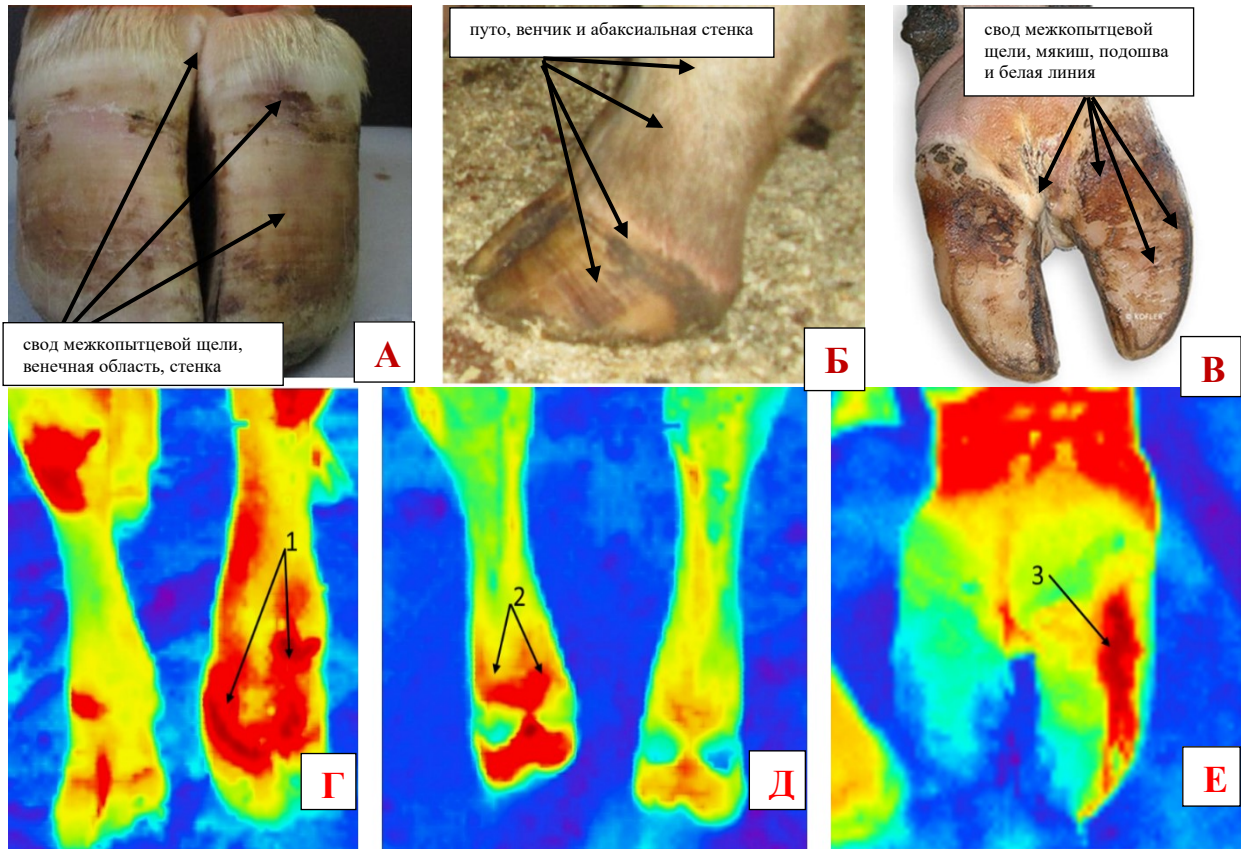 путо, венчик и абаксиальная стенка
свод межкопытцевой
щели, мякиш, подошва
и белая линия
свод межкопытцевой щели,
венечная область, стенка
А
Б
© KOFLER
В
1
2
3
Г
Д
Е